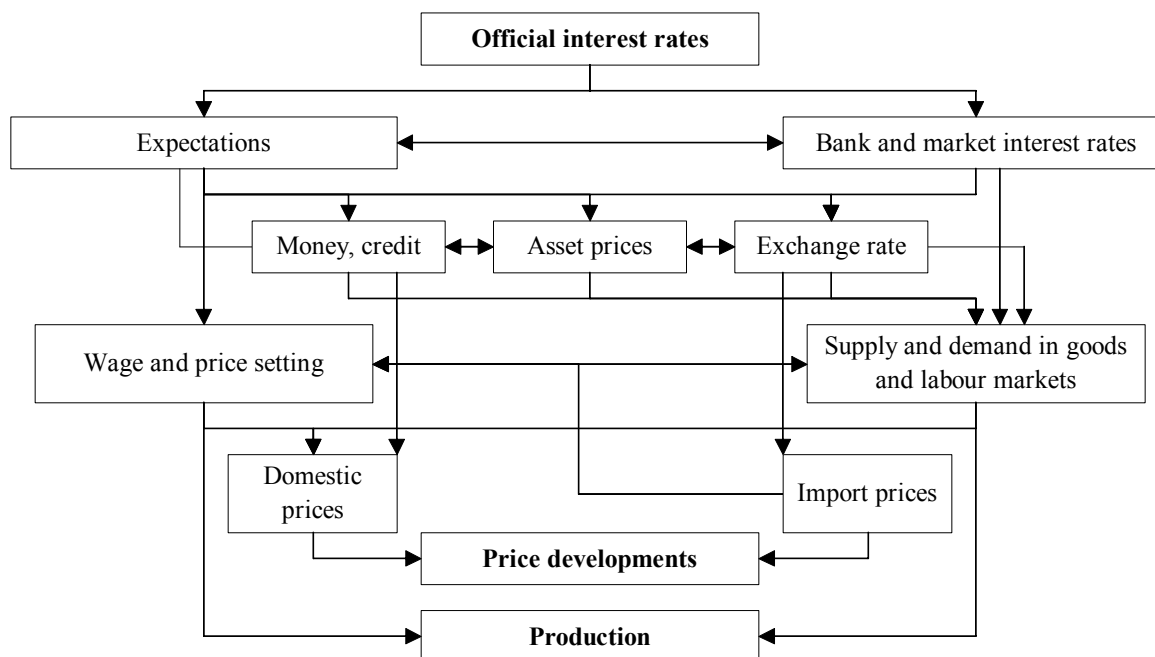 Official interest rates
Expectations
Bank and market interest rates
Money, credit
Asset prices
Exchange rate
Wage and price setting
Supply and demand in goods
and labour markets
Domestic
prices
Import prices
Price developments
Production